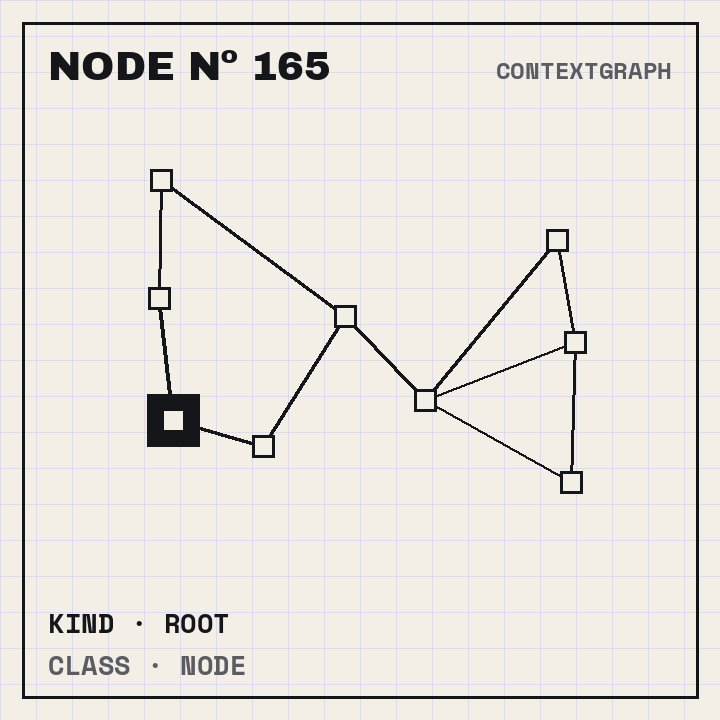 NODE Nº 165
CONTEXTGRAPH
KIND · ROOT
CLASS · NODE